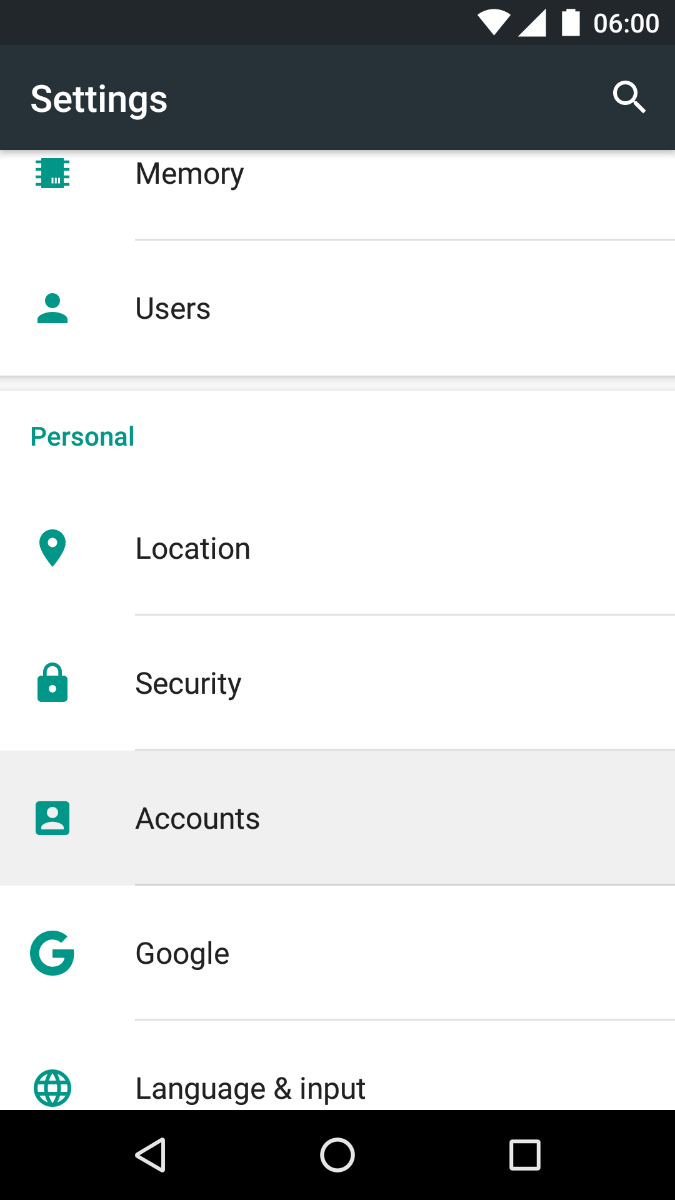 06:00
Settings
Memory
Users
Personal
Location
Security
Accounts
Google
Language & input